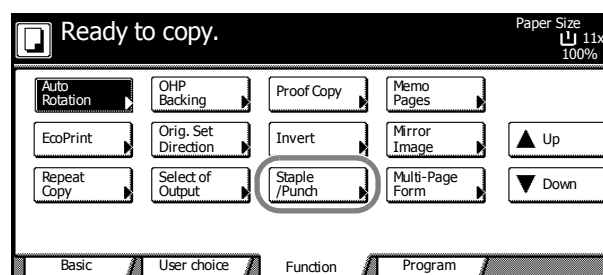 Ready to copy.
Paper Size
11x
100%
Auto
Rotation
OHP
Backing
Proof Copy
Memo
Pages
EcoPrint
Orig. Set
Direction
Invert
Mirror
Image
Up
Repeat
Copy
Select of
Output
Staple
/Punch
Multi-Page
Form
Down
Basic
User choice
Function
Program